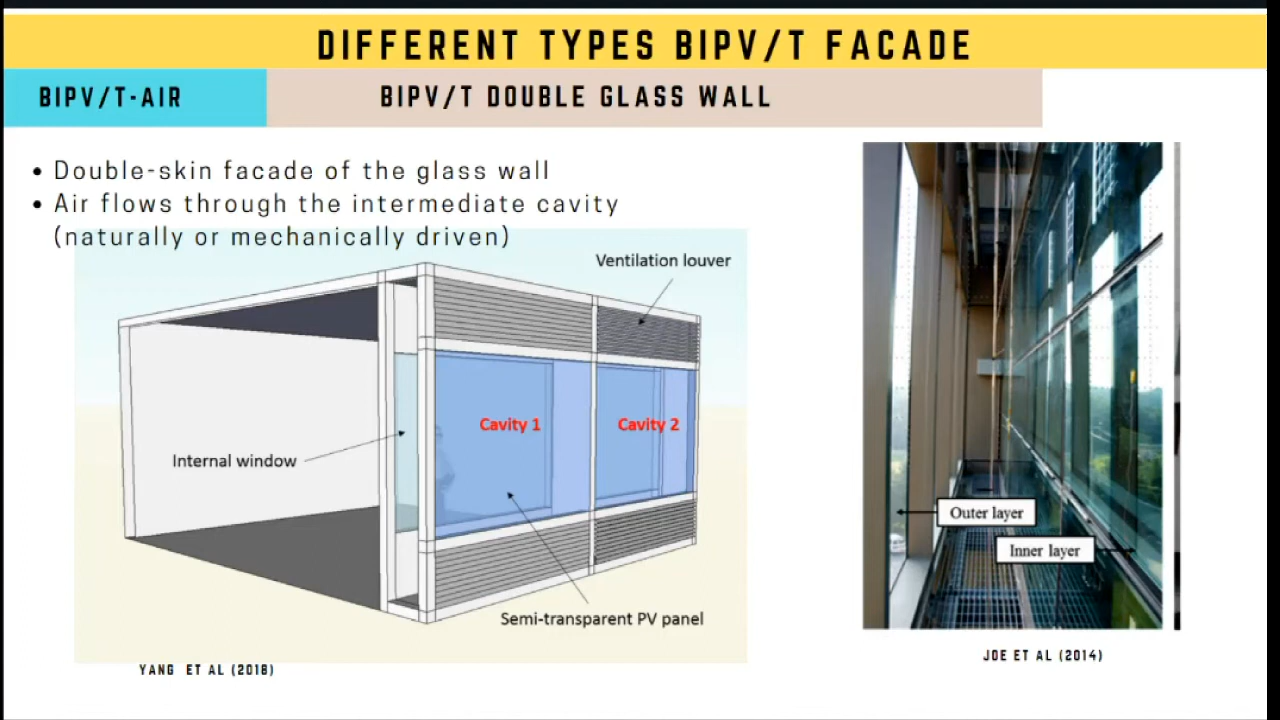 DIFFERENT TYPES BIPV/T FACADE
BIPV/T-AIR
BIPV/T DOUBLE GLASS WALL
• Double-skin facade of the glass wall
• Air flows through the intermediate cavity
(naturally or mechanically driven)
Ventilation louver
Cavity 1
Cavity 2
Internal window
Semi-transparent PV panel
YANG ET AL (2018)
Outer layer
Inner layer
JOE ET AL (2014)